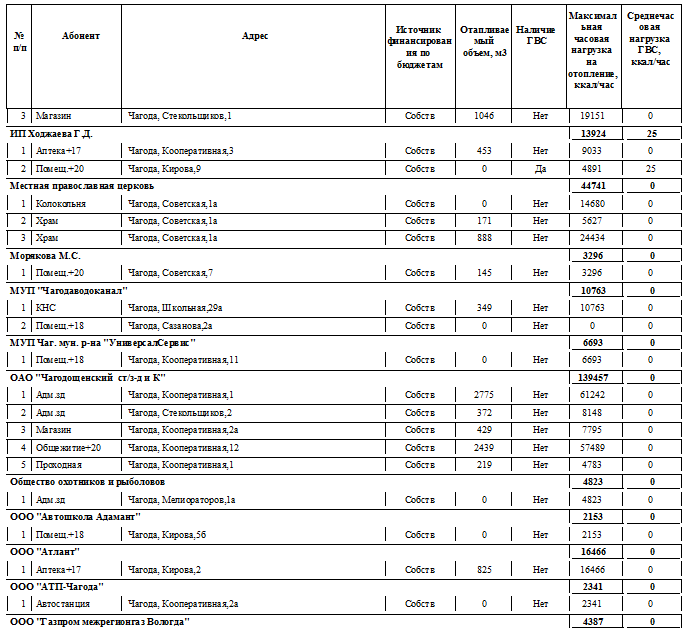 № п/п Абонент Адрес Источник финансирования по бюджетам Отапливаемый объем, м3 Наличие ГВС Максимальная часовая нагрузка на отопление, ккал/час Среднечасовая нагрузка ГВС, ккал/час
3 Магазин Чагода, Стекольщиков,1 Собств 1046 Нет 19151 0
ИП Ходжаева Г.Д. 13924 25
1 Аптека+17 Чагода, Кооперативная,3 Собств 453 Нет 9033 0
2 Помещ.+20 Чагода, Кирова,9 Собств 0 Да 4891 25
Местная православная церковь 44741 0
1 Колокольня Чагода, Советская,1а Собств 0 Нет 14680 0
2 Храм Чагода, Советская,1а Собств 171 Нет 5627 0
3 Храм Чагода, Советская,1а Собств 888 Нет 24434 0
Морякова М.С. 3296 0
1 Помещ.+20 Чагода, Советская,7 Собств 145 Нет 3296 0
МУП "Чагодаводоканал" 10763 0
1 КНС Чагода, Школьная,29а Собств 349 Нет 10763 0
2 Помещ.+18 Чагода, Сазанова,2а Собств 0 Нет 0 0
МУП Чаг. мун. р-на "УниверсалСервис" 6693 0
1 Помещ.+18 Чагода, Кооперативная,11 Собств 0 Нет 6693 0
ОАО "Чагодощенский ст/з-д и К" 139457 0
1 Адм.зд Чагода, Кооперативная,1 Собств 2775 Нет 61242 0
2 Адм.зд Чагода, Стекольщиков,2 Собств 372 Нет 8148 0
3 Магазин Чагода, Кооперативная,2а Собств 429 Нет 7795 0
4 Общежитие+20 Чагода, Кооперативная,12 Собств 2439 Нет 57489 0
5 Проходная Чагода, Кооперативная,1 Собств 219 Нет 4783 0
Общество охотников и рыболовов 4823 0
1 Адм.зд Чагода, Мелиораторов,1а Собств 0 Нет 4823 0
ООО "Автошкола Адамант" 2153 0
1 Помещ.+18 Чагода, Кирова,5б Собств 0 Нет 2153 0
ООО "Атлант" 16466 0
1 Аптека+17 Чагода, Кирова,2 Собств 825 Нет 16466 0
ООО "АТП-Чагода" 2341 0
1 Автостанция Чагода, Кооперативная,2а Собств 0 Нет 2341 0
ООО "Газпром межрегионгаз Вологда" 4387 0